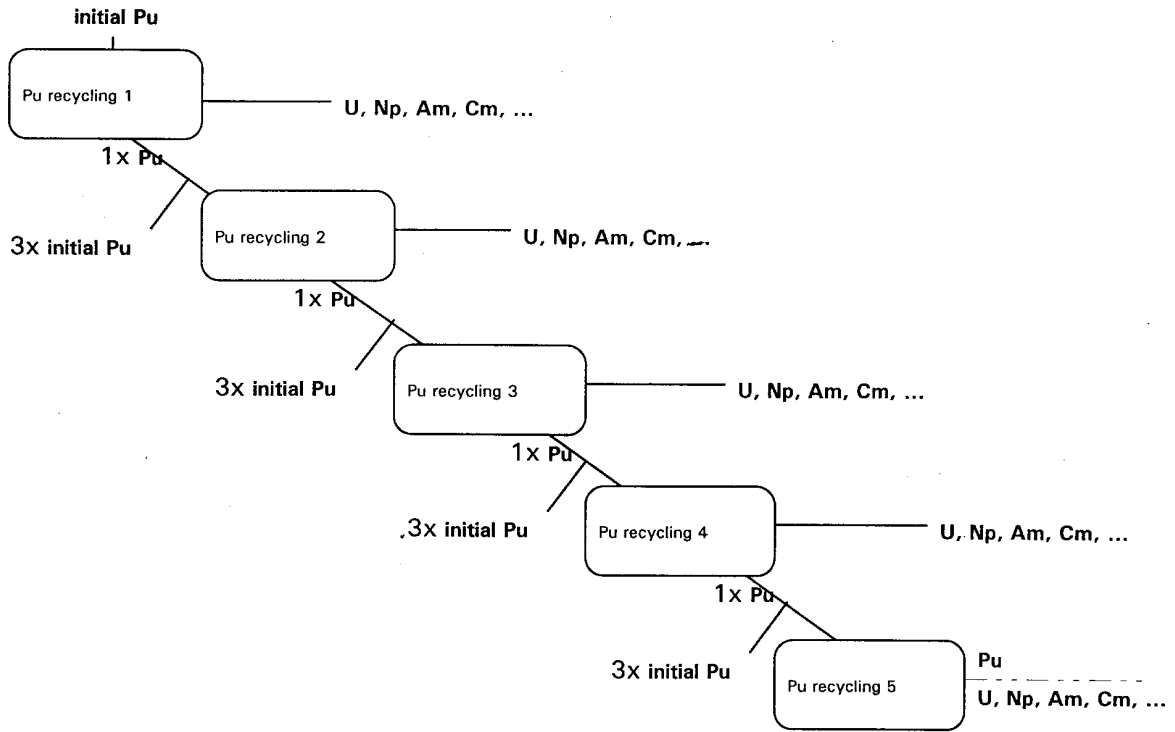 initial Pu
Pu recycling 1
U, Np, Am, Cm, ...
1x Pu
3x initial Pu
Pu recycling 2
U, Np, Am, Cm, ...
1x Pu
3x initial Pu
Pu recycling 3
U, Np, Am, Cm, ...
1x Pu
3x initial Pu
Pu recycling 4
U, Np, Am, Cm, ...
1x Pu
3x initial Pu
Pu recycling 5
Pu
U, Np, Am, Cm, ...